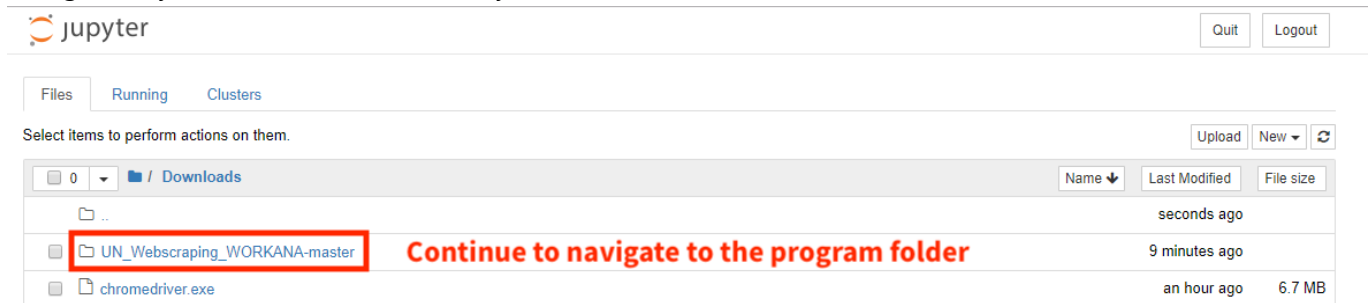 jupyter
Quit Logout
Files Running Clusters
Select items to perform actions on them.
Upload New
0 / Downloads Name Last Modified File size
.. seconds ago
UN_Webscraping_WORKANA-master Continue to navigate to the program folder 9 minutes ago
chromedriver.exe an hour ago 6.7 MB